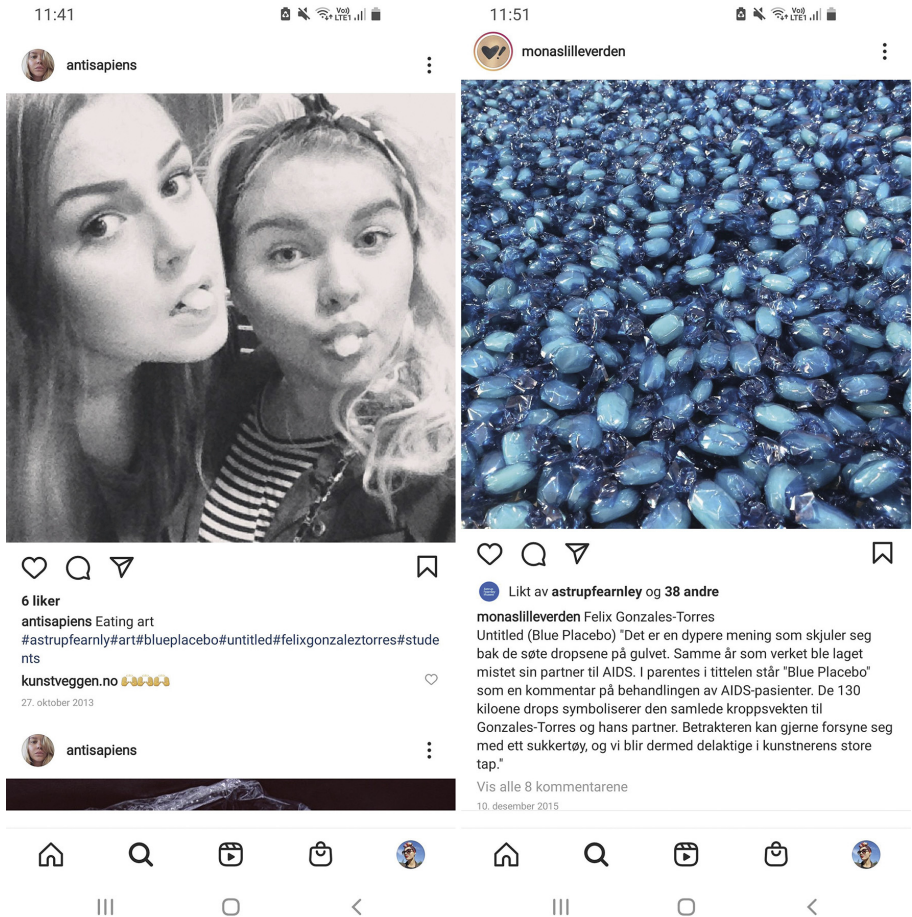 11:41
Vo))
LTE1
antisapiens
6 liker
antisapiens Eating art
#astrupfearnly#art#blueplacebo#untitled#felixgonzaleztorres#stude
nts
kunstveggen.no 🙌🙌🙌
27. oktober 2013
antisapiens
11:51
Vo))
LTE1
monaslilleverden
Likt av astrupfearnley og 38 andre
monaslilleverden Felix Gonzales-Torres
Untitled (Blue Placebo) "Det er en dypere mening som skjuler seg
bak de søte dropsene på gulvet. Samme år som verket ble laget
mistet sin partner til AIDS. I parentes i tittelen står "Blue Placebo"
som en kommentar på behandlingen av AIDS-pasienter. De 130
kiloene drops symboliserer den samlede kroppsvekten til
Gonzales-Torres og hans partner. Betrakteren kan gjerne forsyne seg
med ett sukkertøy, og vi blir dermed delaktige i kunstnerens store
tap."
Vis alle 8 kommentarene
10. desember 2015